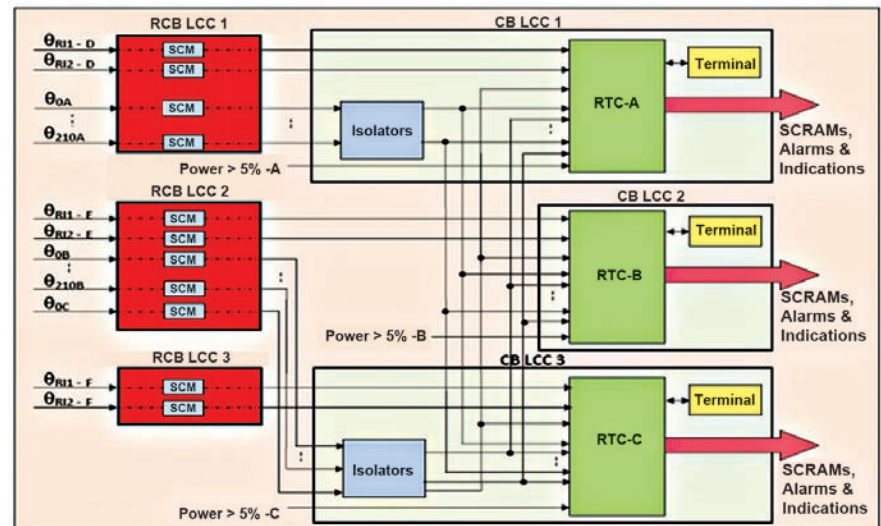 RCB LCC 1
θRI1 - D
SCM
θRI2 - D
SCM
θ0A
SCM
θ210A
SCM
CB LCC 1
Isolators
RTC-A
Terminal
SCRAMs,
Alarms &
Indications
Power > 5% -A
RCB LCC 2
θRI1 - E
SCM
θRI2 - E
SCM
θ0B
SCM
θ210B
SCM
θ0C
SCM
CB LCC 2
RTC-B
Terminal
SCRAMs,
Alarms &
Indications
Power > 5% -B
RCB LCC 3
θRI1 - F
SCM
θRI2 - F
SCM
CB LCC 3
Isolators
RTC-C
Terminal
SCRAMs,
Alarms &
Indications
Power > 5% -C